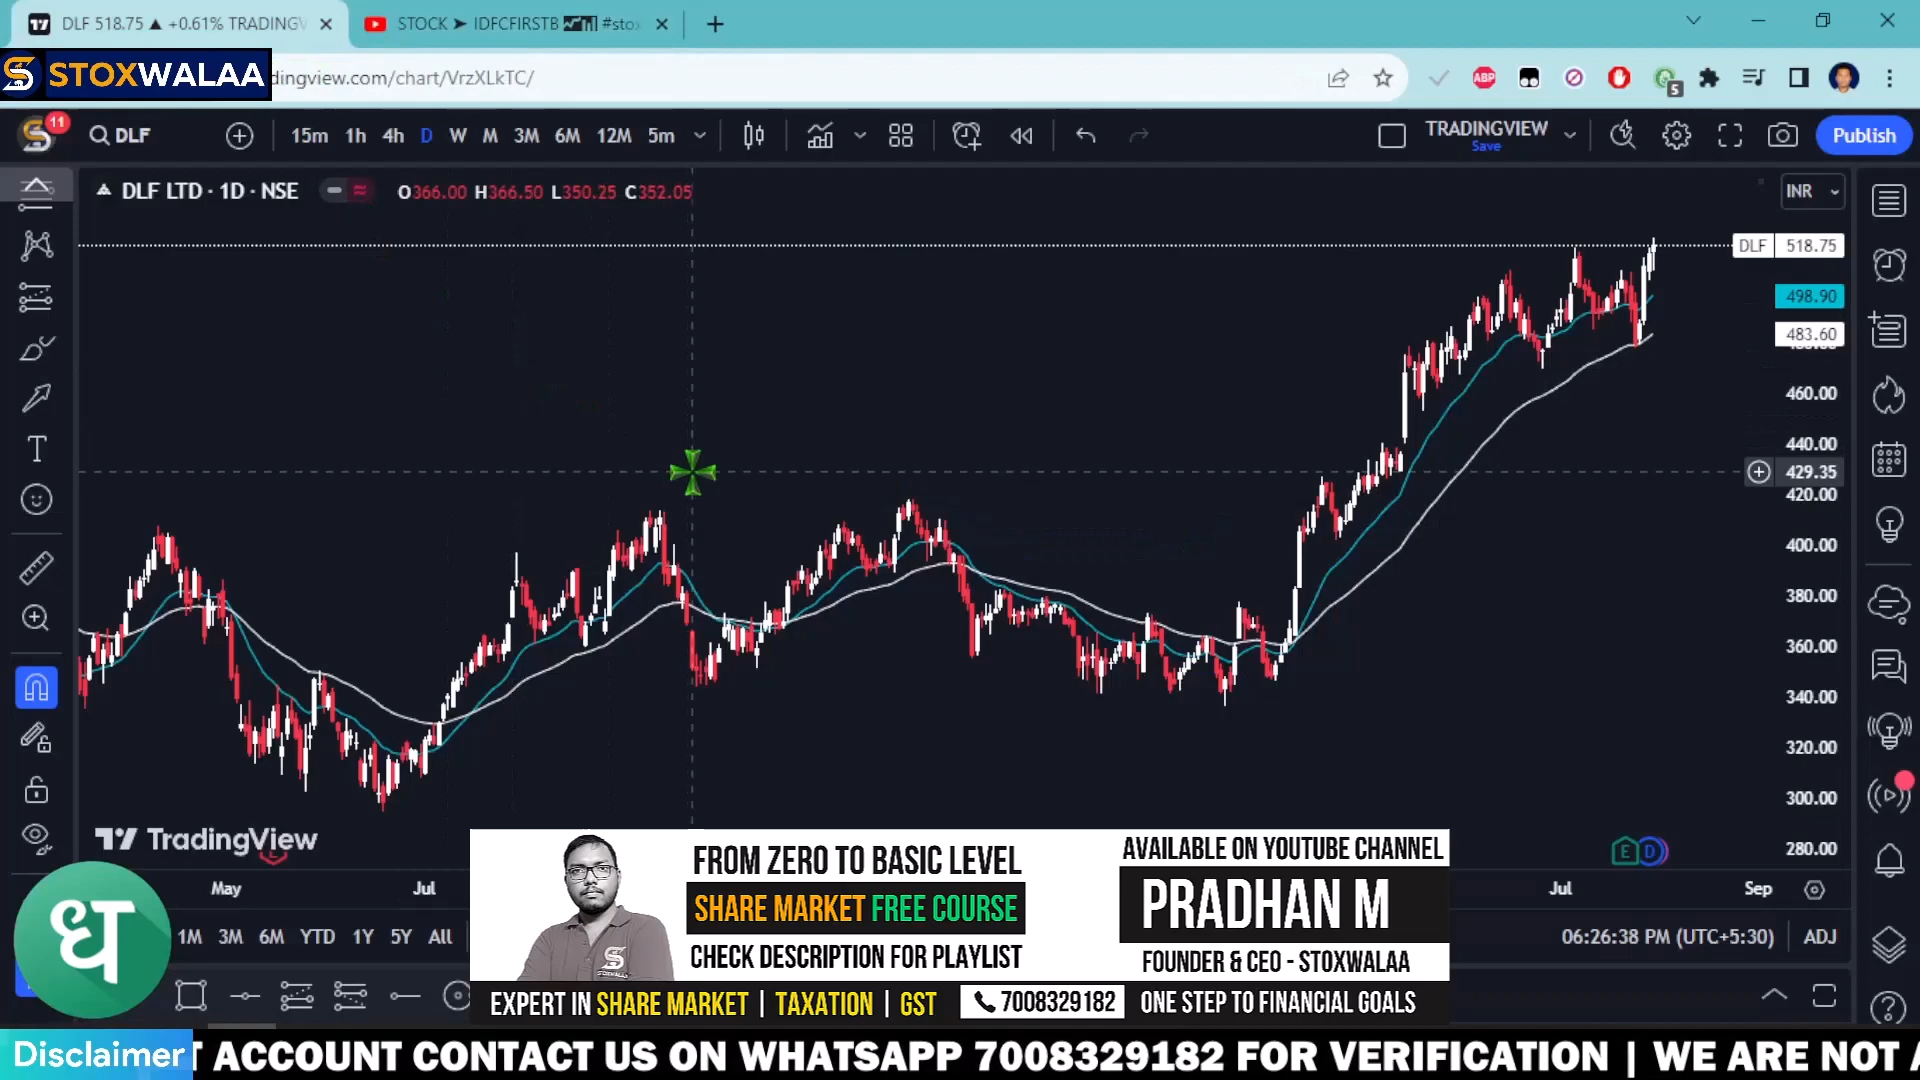 DLF 518.75 ▲ +0.61% TRADINGV
STOCK ➤ IDFCFIRSTB #sto
STOXWALAA
dingview.com/chart/VrzXLkTC/
ABP
5
11
DLF
15m 1h 4h D W M 3M 6M 12M 5m
TRADINGVIEW
Save
Publish
DLF LTD · 1D · NSE
O366.00 H366.50 L350.25 C352.05
INR
DLF 518.75
498.90
483.60
460.00
440.00
429.35
420.00
400.00
380.00
360.00
340.00
320.00
300.00
280.00
TradingView
E D
May
Jul
Jul
Sep
ध
1M 3M 6M YTD 1Y 5Y All
06:26:38 PM (UTC+5:30)
ADJ
FROM ZERO TO BASIC LEVEL
SHARE MARKET FREE COURSE
CHECK DESCRIPTION FOR PLAYLIST
STOXWALAA
AVAILABLE ON YOUTUBE CHANNEL
PRADHAN M
FOUNDER & CEO - STOXWALAA
EXPERT IN SHARE MARKET | TAXATION | GST
7008329182
ONE STEP TO FINANCIAL GOALS
Disclaimer
T ACCOUNT CONTACT US ON WHATSAPP 7008329182 FOR VERIFICATION | WE ARE NOT A